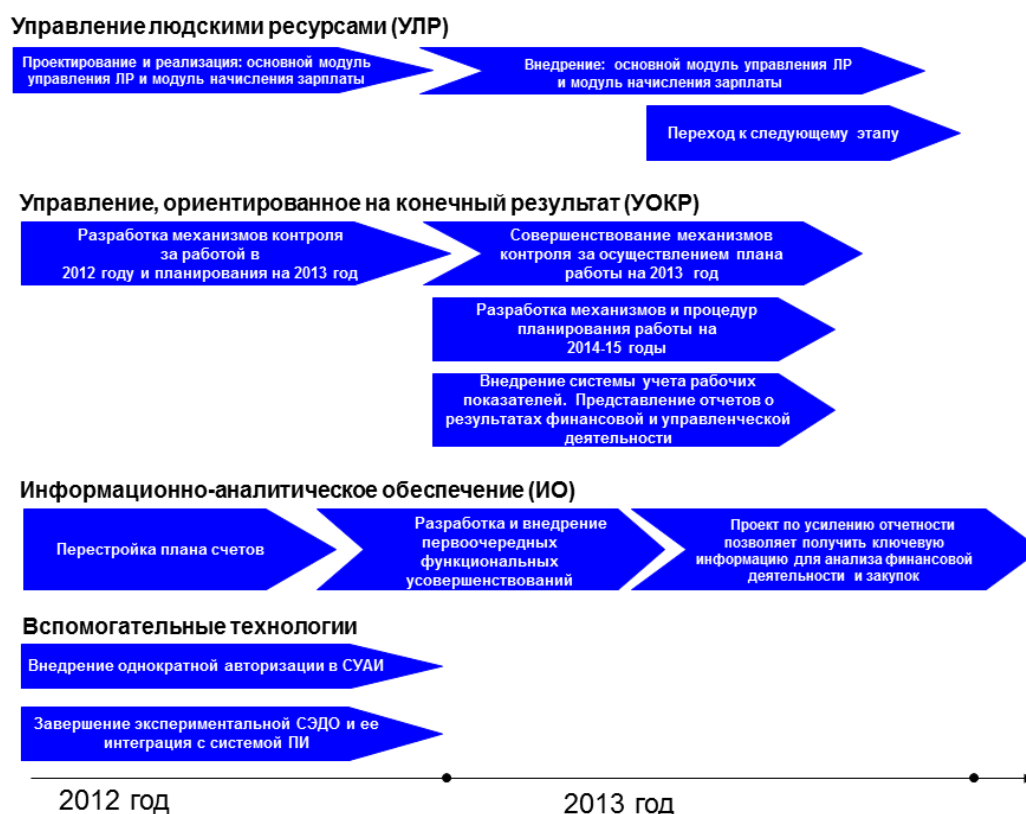 Управление людскими ресурсами (УЛР)
Проектирование и реализация: основной модуль
управления ЛР и модуль начисления зарплаты
Внедрение: основной модуль управления ЛР
и модуль начисления зарплаты
Переход к следующему этапу
Управление, ориентированное на конечный результат (УОКР)
Разработка механизмов контроля
за работой в
2012 году и планирования на 2013 год
Совершенствование механизмов
контроля за осуществлением плана
работы на 2013 год
Разработка механизмов и процедур
планирования работы на
2014-15 годы
Внедрение системы учета рабочих
показателей. Представление отчетов о
результатах финансовой и управленческой
деятельности
Информационно-аналитическое обеспечение (ИО)
Перестройка плана счетов
Разработка и внедрение
первоочередных
функциональных
усовершенствований
Проект по усилению отчетности
позволяет получить ключевую
информацию для анализа финансовой
деятельности и закупок
Вспомогательные технологии
Внедрение однократной авторизации в СУАИ
Завершение экспериментальной СЭДО и ее
интеграция с системой ПИ
2012 год
2013 год